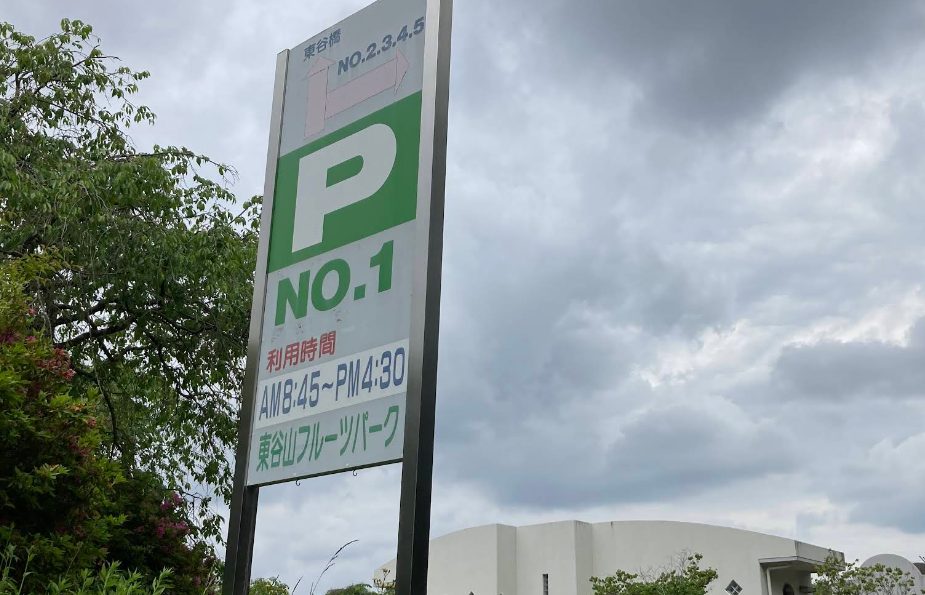 東谷橋
NO.2.3.4.5
P
NO.1
利用時間
AM8:45~PM4:30
東谷山フルーツパーク